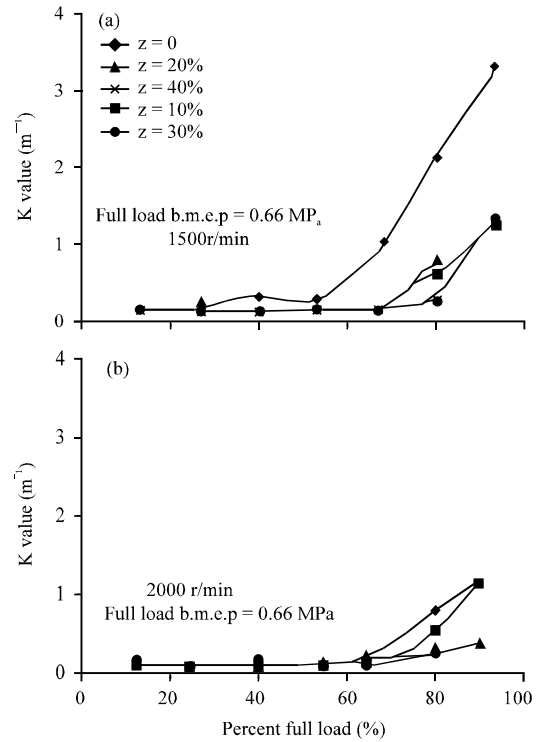 (a)
4
3
2
1
0
K value (m⁻¹)
z = 0
z = 20%
z = 40%
z = 10%
z = 30%
Full load b.m.e.p = 0.66 MPₐ
1500r/min
(b)
4
3
2
1
0
K value (m⁻¹)
2000 r/min
Full load b.m.e.p = 0.66 MPa
0 20 40 60 80 100
Percent full load (%)